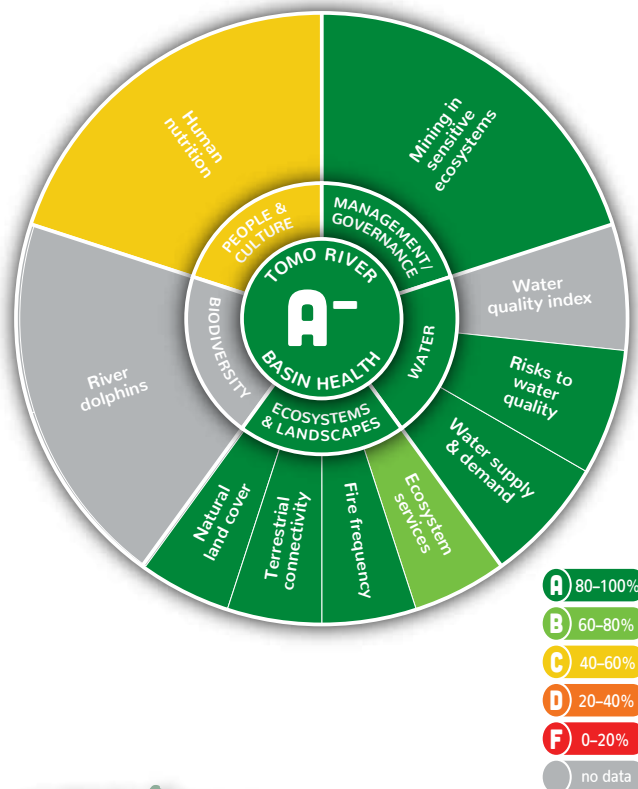 Human
nutrition
Mining in
sensitive
ecosystems
PEOPLE &
CULTURE
MANAGEMENT/
GOVERNANCE
TOMO RIVER
A-
BASIN HEALTH
BIODIVERSITY
WATER
ECOSYSTEMS
& LANDSCAPES
Water
quality index
Risks to
water
quality
Water supply
& demand
Ecosystem
services
Fire frequency
Terrestrial
connectivity
Natural
land cover
River
dolphins
A 80–100%
B 60–80%
C 40–60%
D 20–40%
F 0–20%
no data